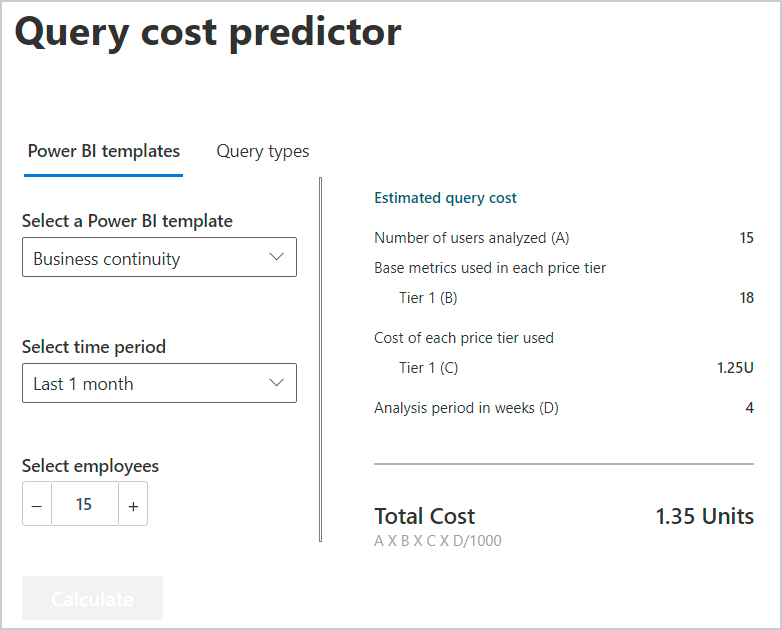 Query cost predictor
Power BI templates
Query types
Select a Power BI template
Business continuity
Select time period
Last 1 month
Select employees
– 15 +
Calculate
Estimated query cost
Number of users analyzed (A) 15
Base metrics used in each price tier
Tier 1 (B) 18
Cost of each price tier used
Tier 1 (C) 1.25U
Analysis period in weeks (D) 4
Total Cost 1.35 Units
A X B X C X D/1000